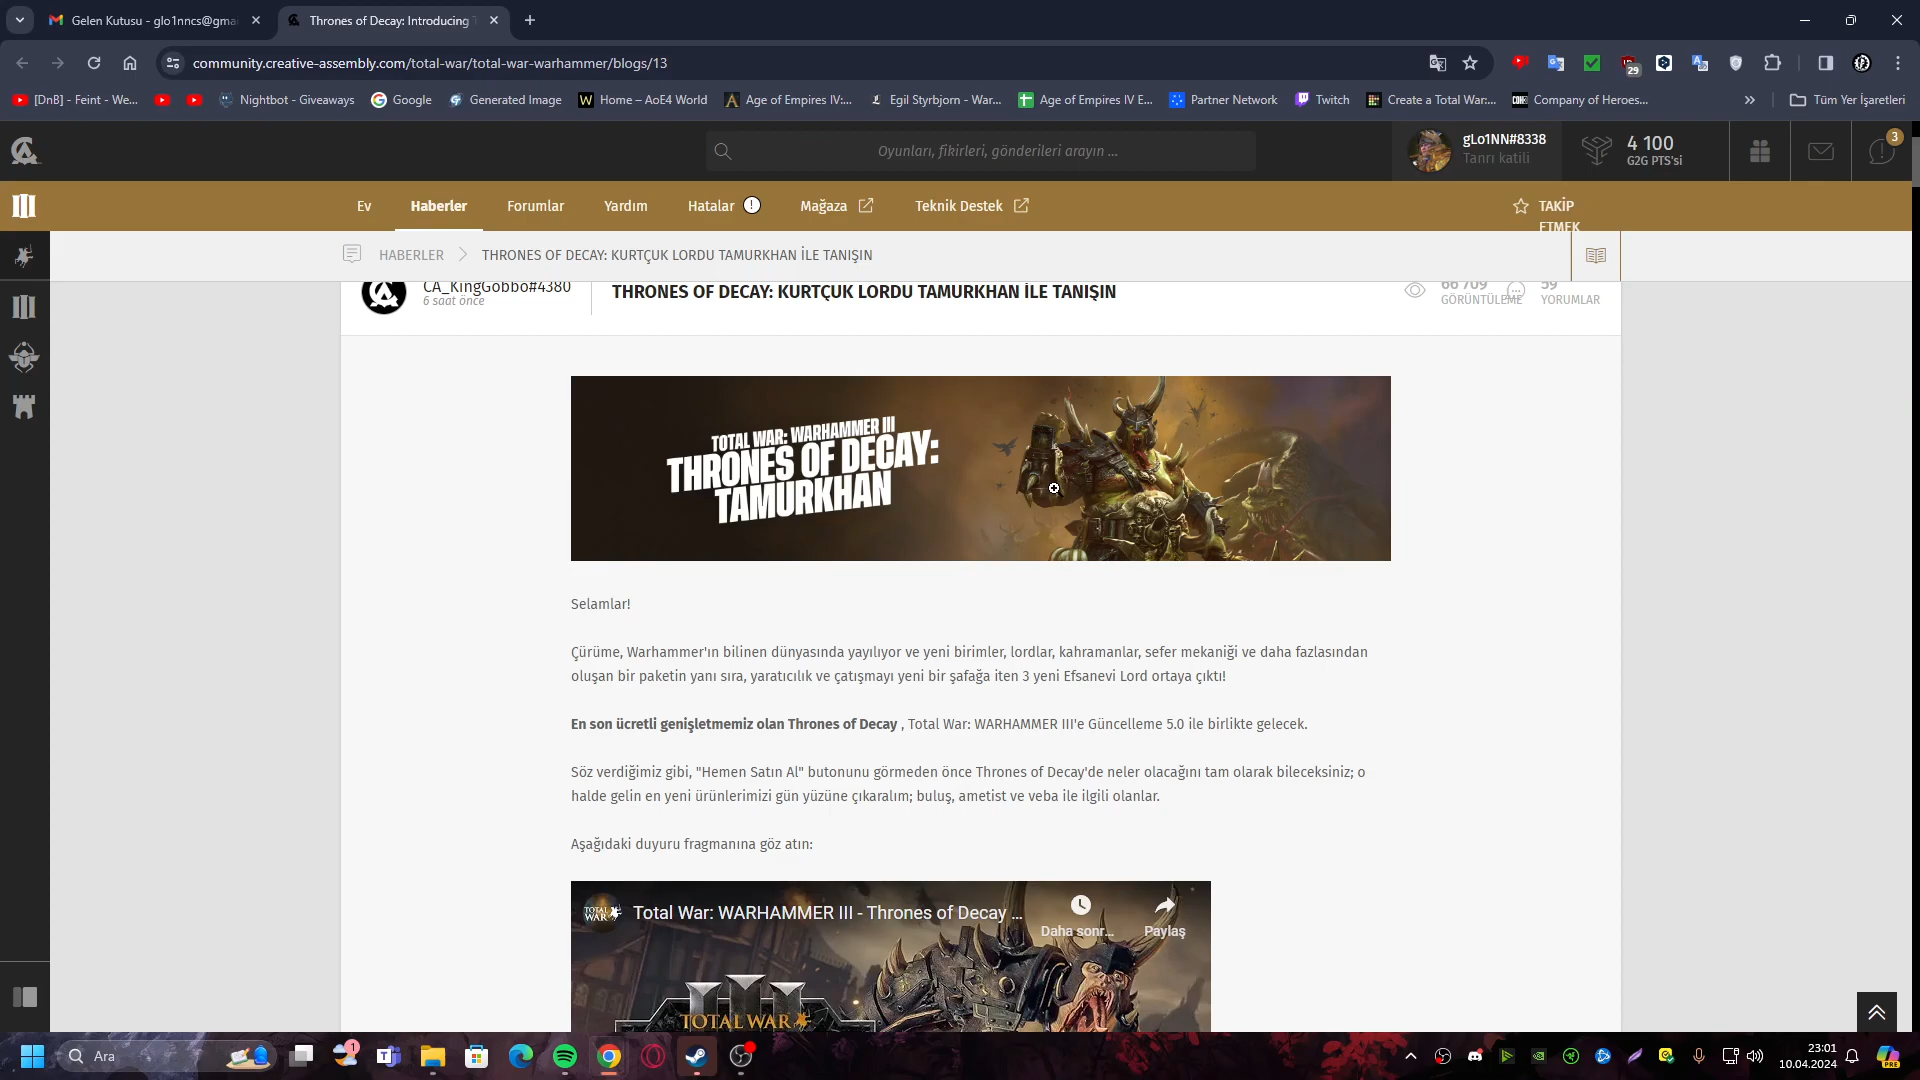 Gelen Kutusu - glo1nncs@gma
Thrones of Decay: Introducing T
community.creative-assembly.com/total-war/total-war-warhammer/blogs/13
29
[DnB] - Feint - We...
Nightbot - Giveaways
Google
Generated Image
Home – AoE4 World
Age of Empires IV:...
Egil Styrbjorn - War...
Age of Empires IV E...
Partner Network
Twitch
Create a Total War:...
Company of Heroes...
Tüm Yer İşaretleri
Oyunları, fikirleri, gönderileri arayın ...
gLo1NN#8338
Tanrı katili
4 100
G2G PTS'si
3
Ev
Haberler
Forumlar
Yardım
Hatalar
Mağaza
Teknik Destek
TAKİP
ETMEK
HABERLER
THRONES OF DECAY: KURTÇUK LORDU TAMURKHAN İLE TANIŞIN
CA_KingGobbo#4380
6 saat önce
THRONES OF DECAY: KURTÇUK LORDU TAMURKHAN İLE TANIŞIN
66 709
GÖRÜNTÜLEME
59
YORUMLAR
TOTAL WAR: WARHAMMER III
THRONES OF DECAY:
TAMURKHAN
Selamlar!
Çürüme, Warhammer'ın bilinen dünyasında yayılıyor ve yeni birimler, lordlar, kahramanlar, sefer mekaniği ve daha fazlasından
oluşan bir paketin yanı sıra, yaratıcılık ve çatışmayı yeni bir şafağa iten 3 yeni Efsanevi Lord ortaya çıktı!
En son ücretli genişletmemiz olan Thrones of Decay , Total War: WARHAMMER III'e Güncelleme 5.0 ile birlikte gelecek.
Söz verdiğimiz gibi, "Hemen Satın Al" butonunu görmeden önce Thrones of Decay'de neler olacağını tam olarak bileceksiniz; o
halde gelin en yeni ürünlerimizi gün yüzüne çıkaralım; buluş, ametist ve veba ile ilgili olanlar.
Aşağıdaki duyuru fragmanına göz atın:
TOTAL WAR
Total War: WARHAMMER III - Thrones of Decay ...
Daha sonr...
Paylaş
TOTAL WAR
Ara
1
23:01
10.04.2024
PRE